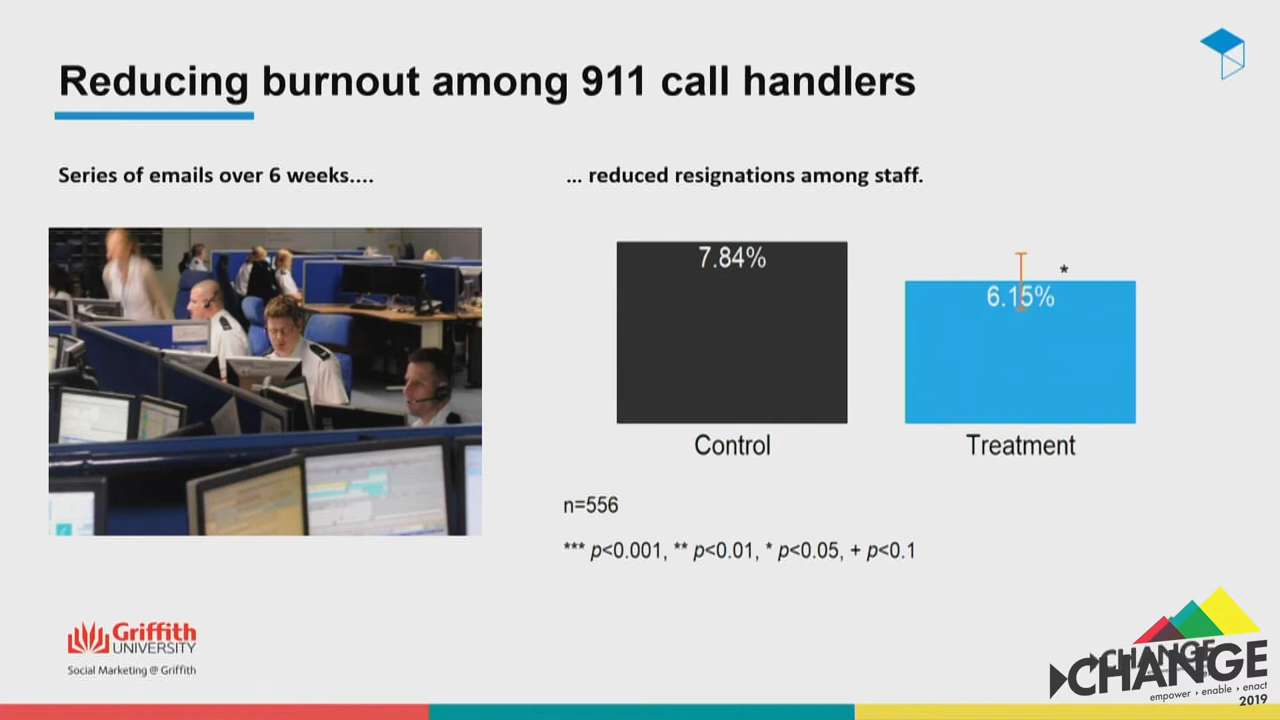 Reducing burnout among 911 call handlers
Series of emails over 6 weeks....
... reduced resignations among staff.
7.84%
*
6.15%
Control
Treatment
n=556
*** p<0.001, ** p<0.01, * p<0.05, + p<0.1
Griffith
UNIVERSITY
Social Marketing @ Griffith
CHANGE
empower › enable › enact
2019